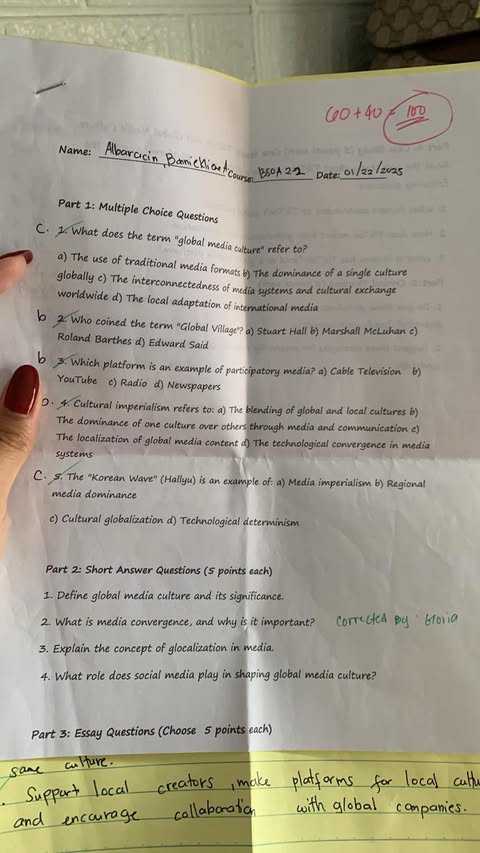 60 + 40 = 100
Name: Albaracin, Course: BSOA 2-2 Date: 01/22/2025
Part 1: Multiple Choice Questions
C. 1. What does the term "global media culture" refer to?
a) The use of traditional media formats b) The dominance of a single culture
globally c) The interconnectedness of media systems and cultural exchange
worldwide d) The local adaptation of international media
b 2. Who coined the term "Global Village"? a) Stuart Hall b) Marshall McLuhan c)
Roland Barthes d) Edward Said
b 3. Which platform is an example of participatory media? a) Cable Television b)
YouTube c) Radio d) Newspapers
4. Cultural imperialism refers to: a) The blending of global and local cultures b)
The dominance of one culture over others through media and communication c)
The localization of global media content d) The technological convergence in media
systems
C. 5. The "Korean Wave" (Hallyu) is an example of: a) Media imperialism b) Regional
media dominance
c) Cultural globalization d) Technological determinism
Part 2: Short Answer Questions (5 points each)
1. Define global media culture and its significance.
2. What is media convergence, and why is it important? Corrected by:
3. Explain the concept of glocalization in media.
4. What role does social media play in shaping global media culture?
Part 3: Essay Questions (Choose 5 points each)
same culture.
. Support local creators, make platforms for local cultu
and encourage collaboration with global companies.